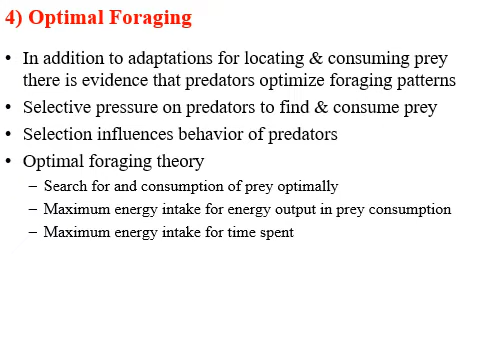 4) Optimal Foraging
• In addition to adaptations for locating & consuming prey
there is evidence that predators optimize foraging patterns
• Selective pressure on predators to find & consume prey
• Selection influences behavior of predators
• Optimal foraging theory
– Search for and consumption of prey optimally
– Maximum energy intake for energy output in prey consumption
– Maximum energy intake for time spent